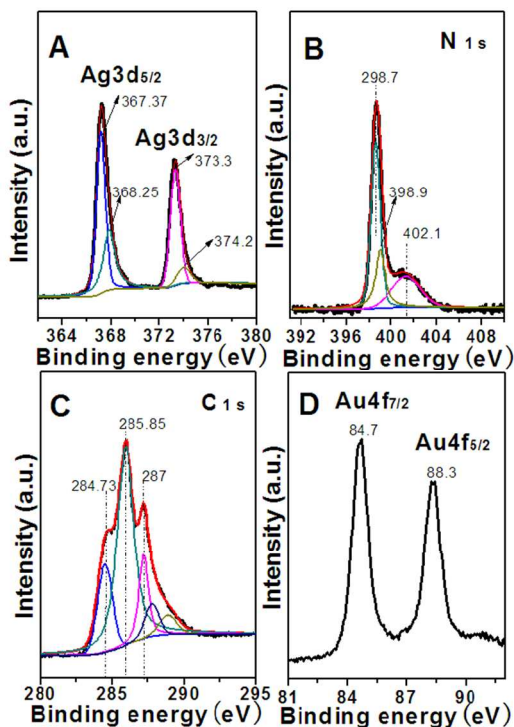 A
Ag3d5/2
367.37
Ag3d3/2
373.3
368.25
374.2
Intensity (a.u.)
364 368 372 376 380
Binding energy (eV)
B
N 1 s
298.7
398.9
402.1
Intensity (a.u.)
392 396 400 404 408
Binding energy (eV)
C
C 1 s
285.85
284.73
287
Intensity (a.u.)
280 285 290 295
Binding energy (eV)
D
Au4f7/2
84.7
Au4f5/2
88.3
Intensity (a.u.)
81 84 87 90
Binding energy (eV)